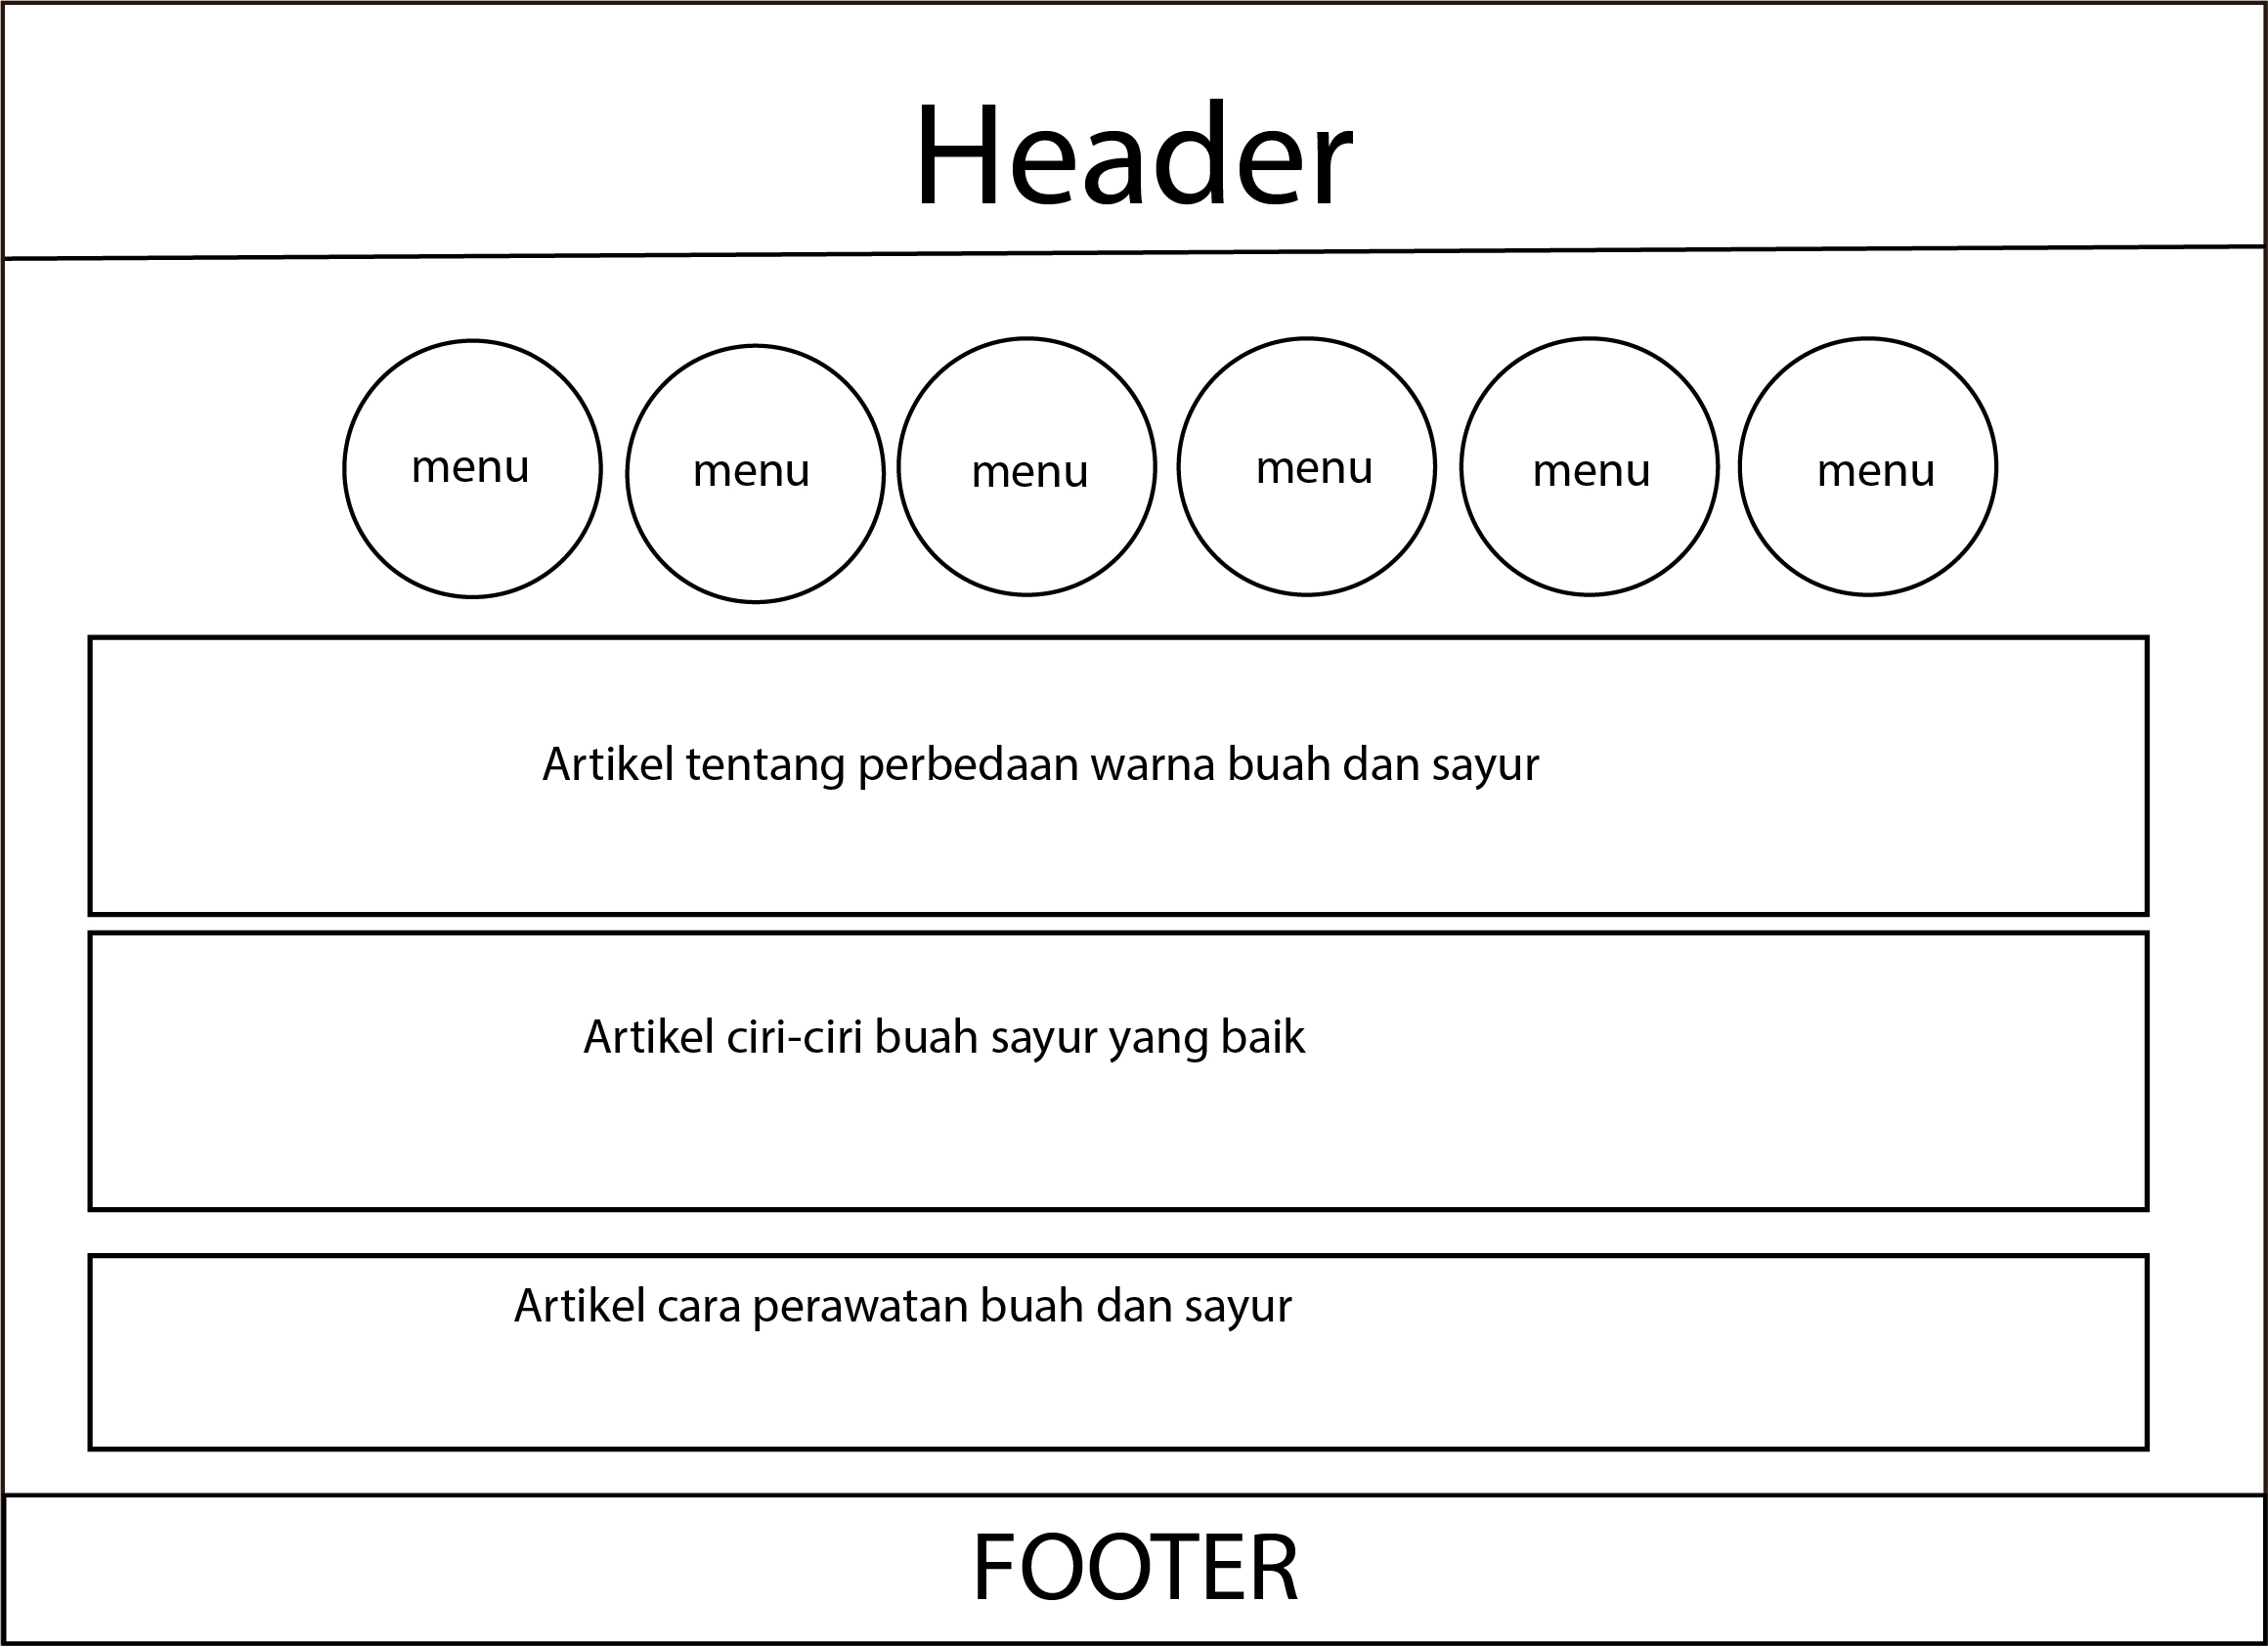 Header
menu
menu
menu
menu
menu
menu
Artikel tentang perbedaan warna buah dan sayur
Artikel ciri-ciri buah sayur yang baik
Artikel cara perawatan buah dan sayur
FOOTER